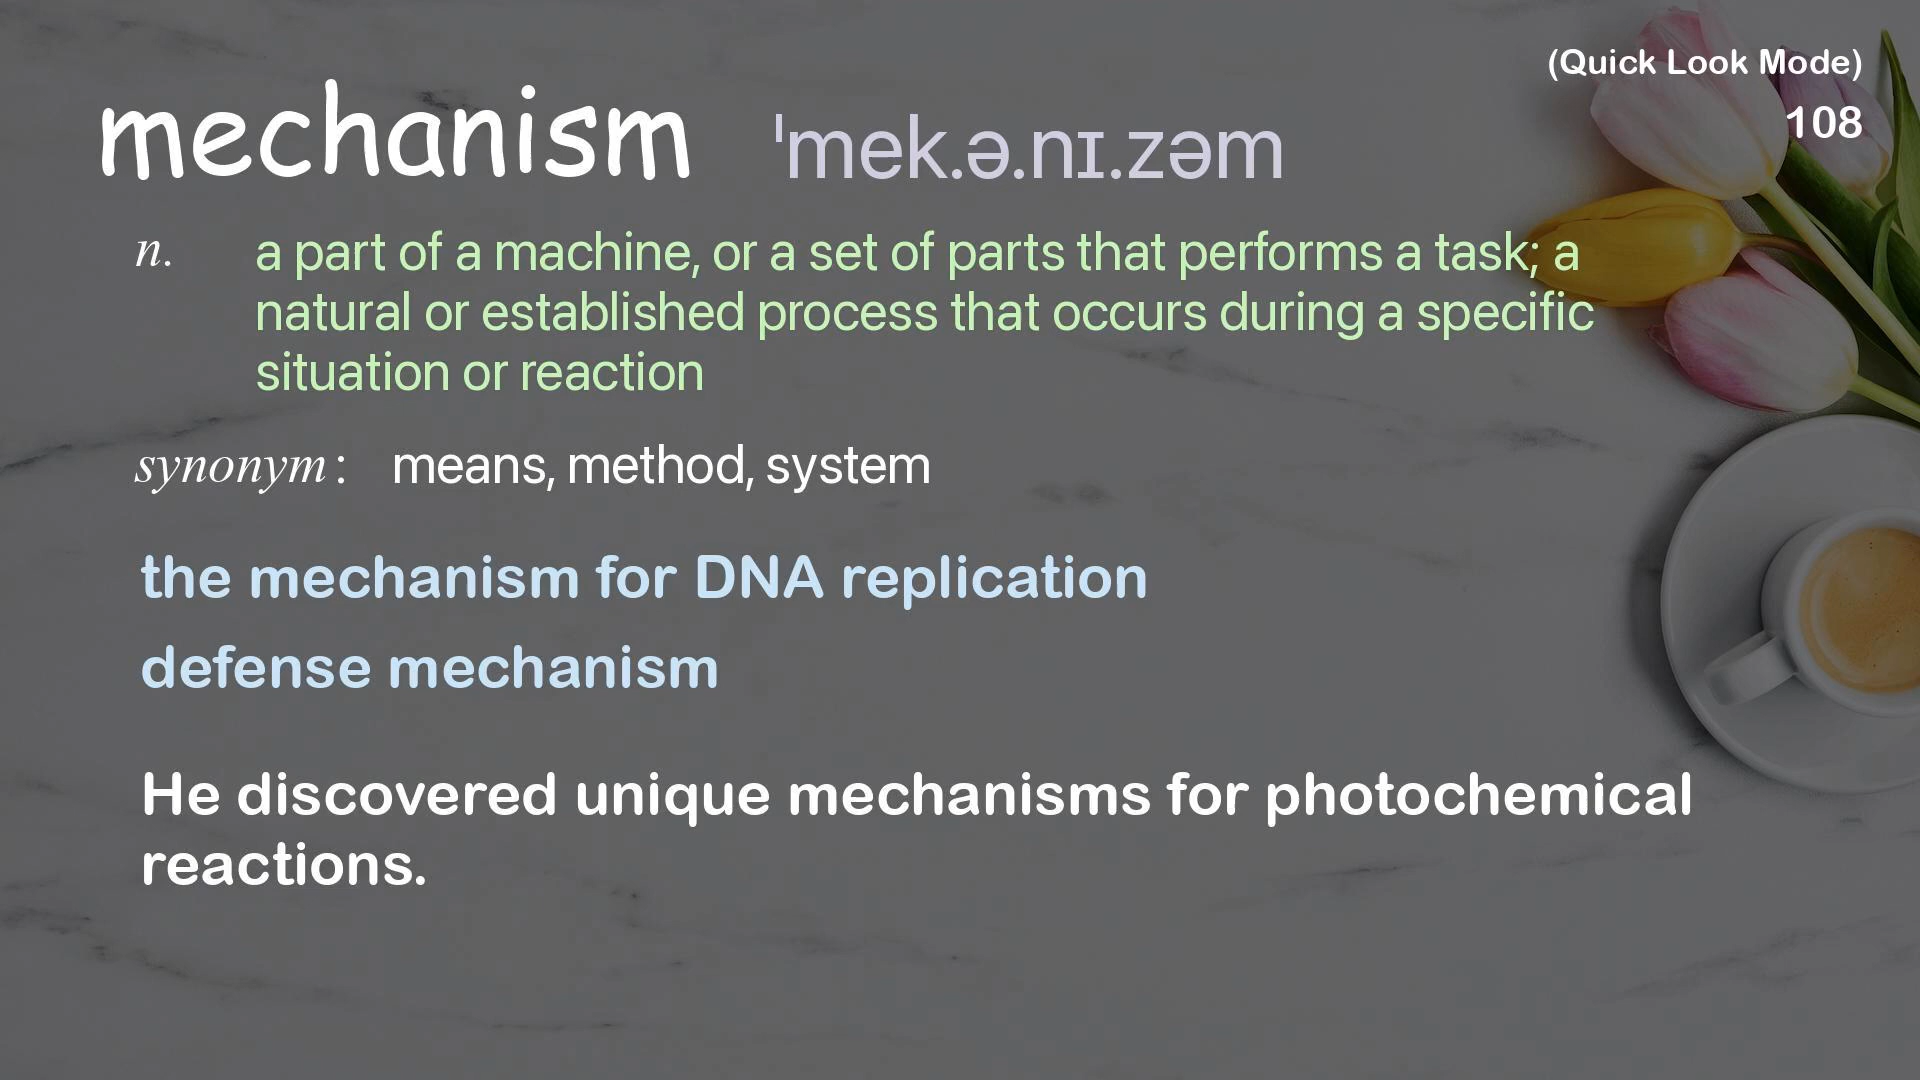 (Quick Look Mode)
108
mechanism ˈmek.ə.nɪ.zəm
n. a part of a machine, or a set of parts that performs a task; a
natural or established process that occurs during a specific
situation or reaction
synonym : means, method, system
the mechanism for DNA replication
defense mechanism
He discovered unique mechanisms for photochemical
reactions.